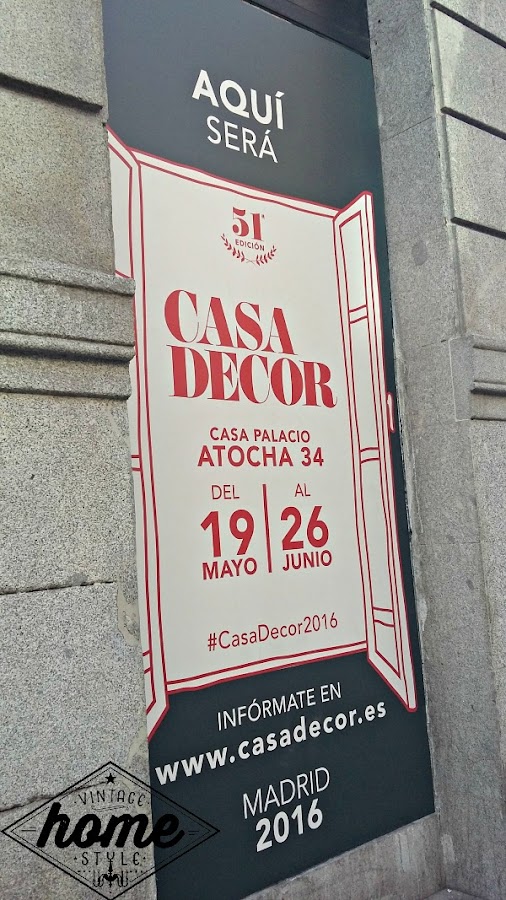 AQUÍ
SERÁ
51ª
EDICIÓN
CASA
DECOR
CASA PALACIO
ATOCHA 34
DEL AL
19 26
MAYO JUNIO
#CasaDecor2016
INFÓRMATE EN
www.casadecor.es
MADRID
2016
VINTAGE
home
STYLE